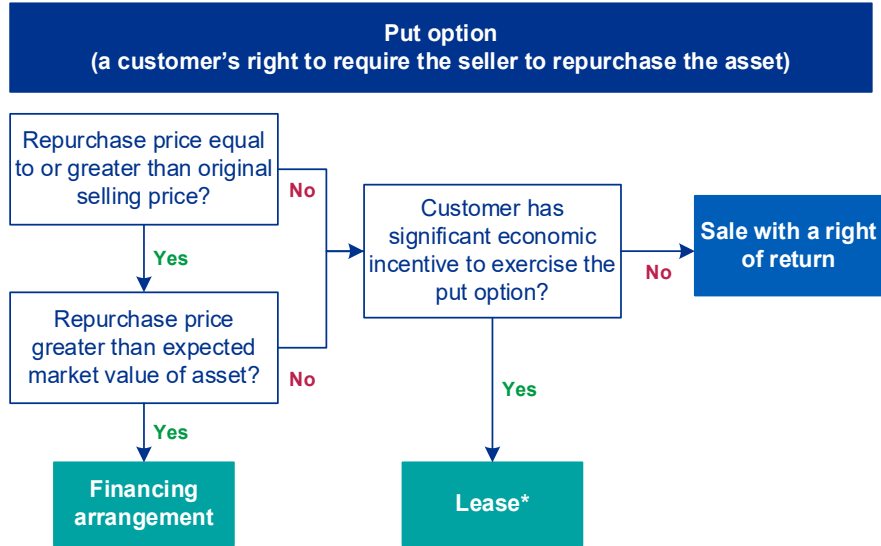 Put option
(a customer's right to require the seller to repurchase the asset)
Repurchase price equal
to or greater than original
selling price?
No
Yes
Customer has
significant economic
incentive to exercise the
put option?
No
Sale with a right
of return
Repurchase price
greater than expected
market value of asset?
No
Yes
Yes
Financing
arrangement
Lease*